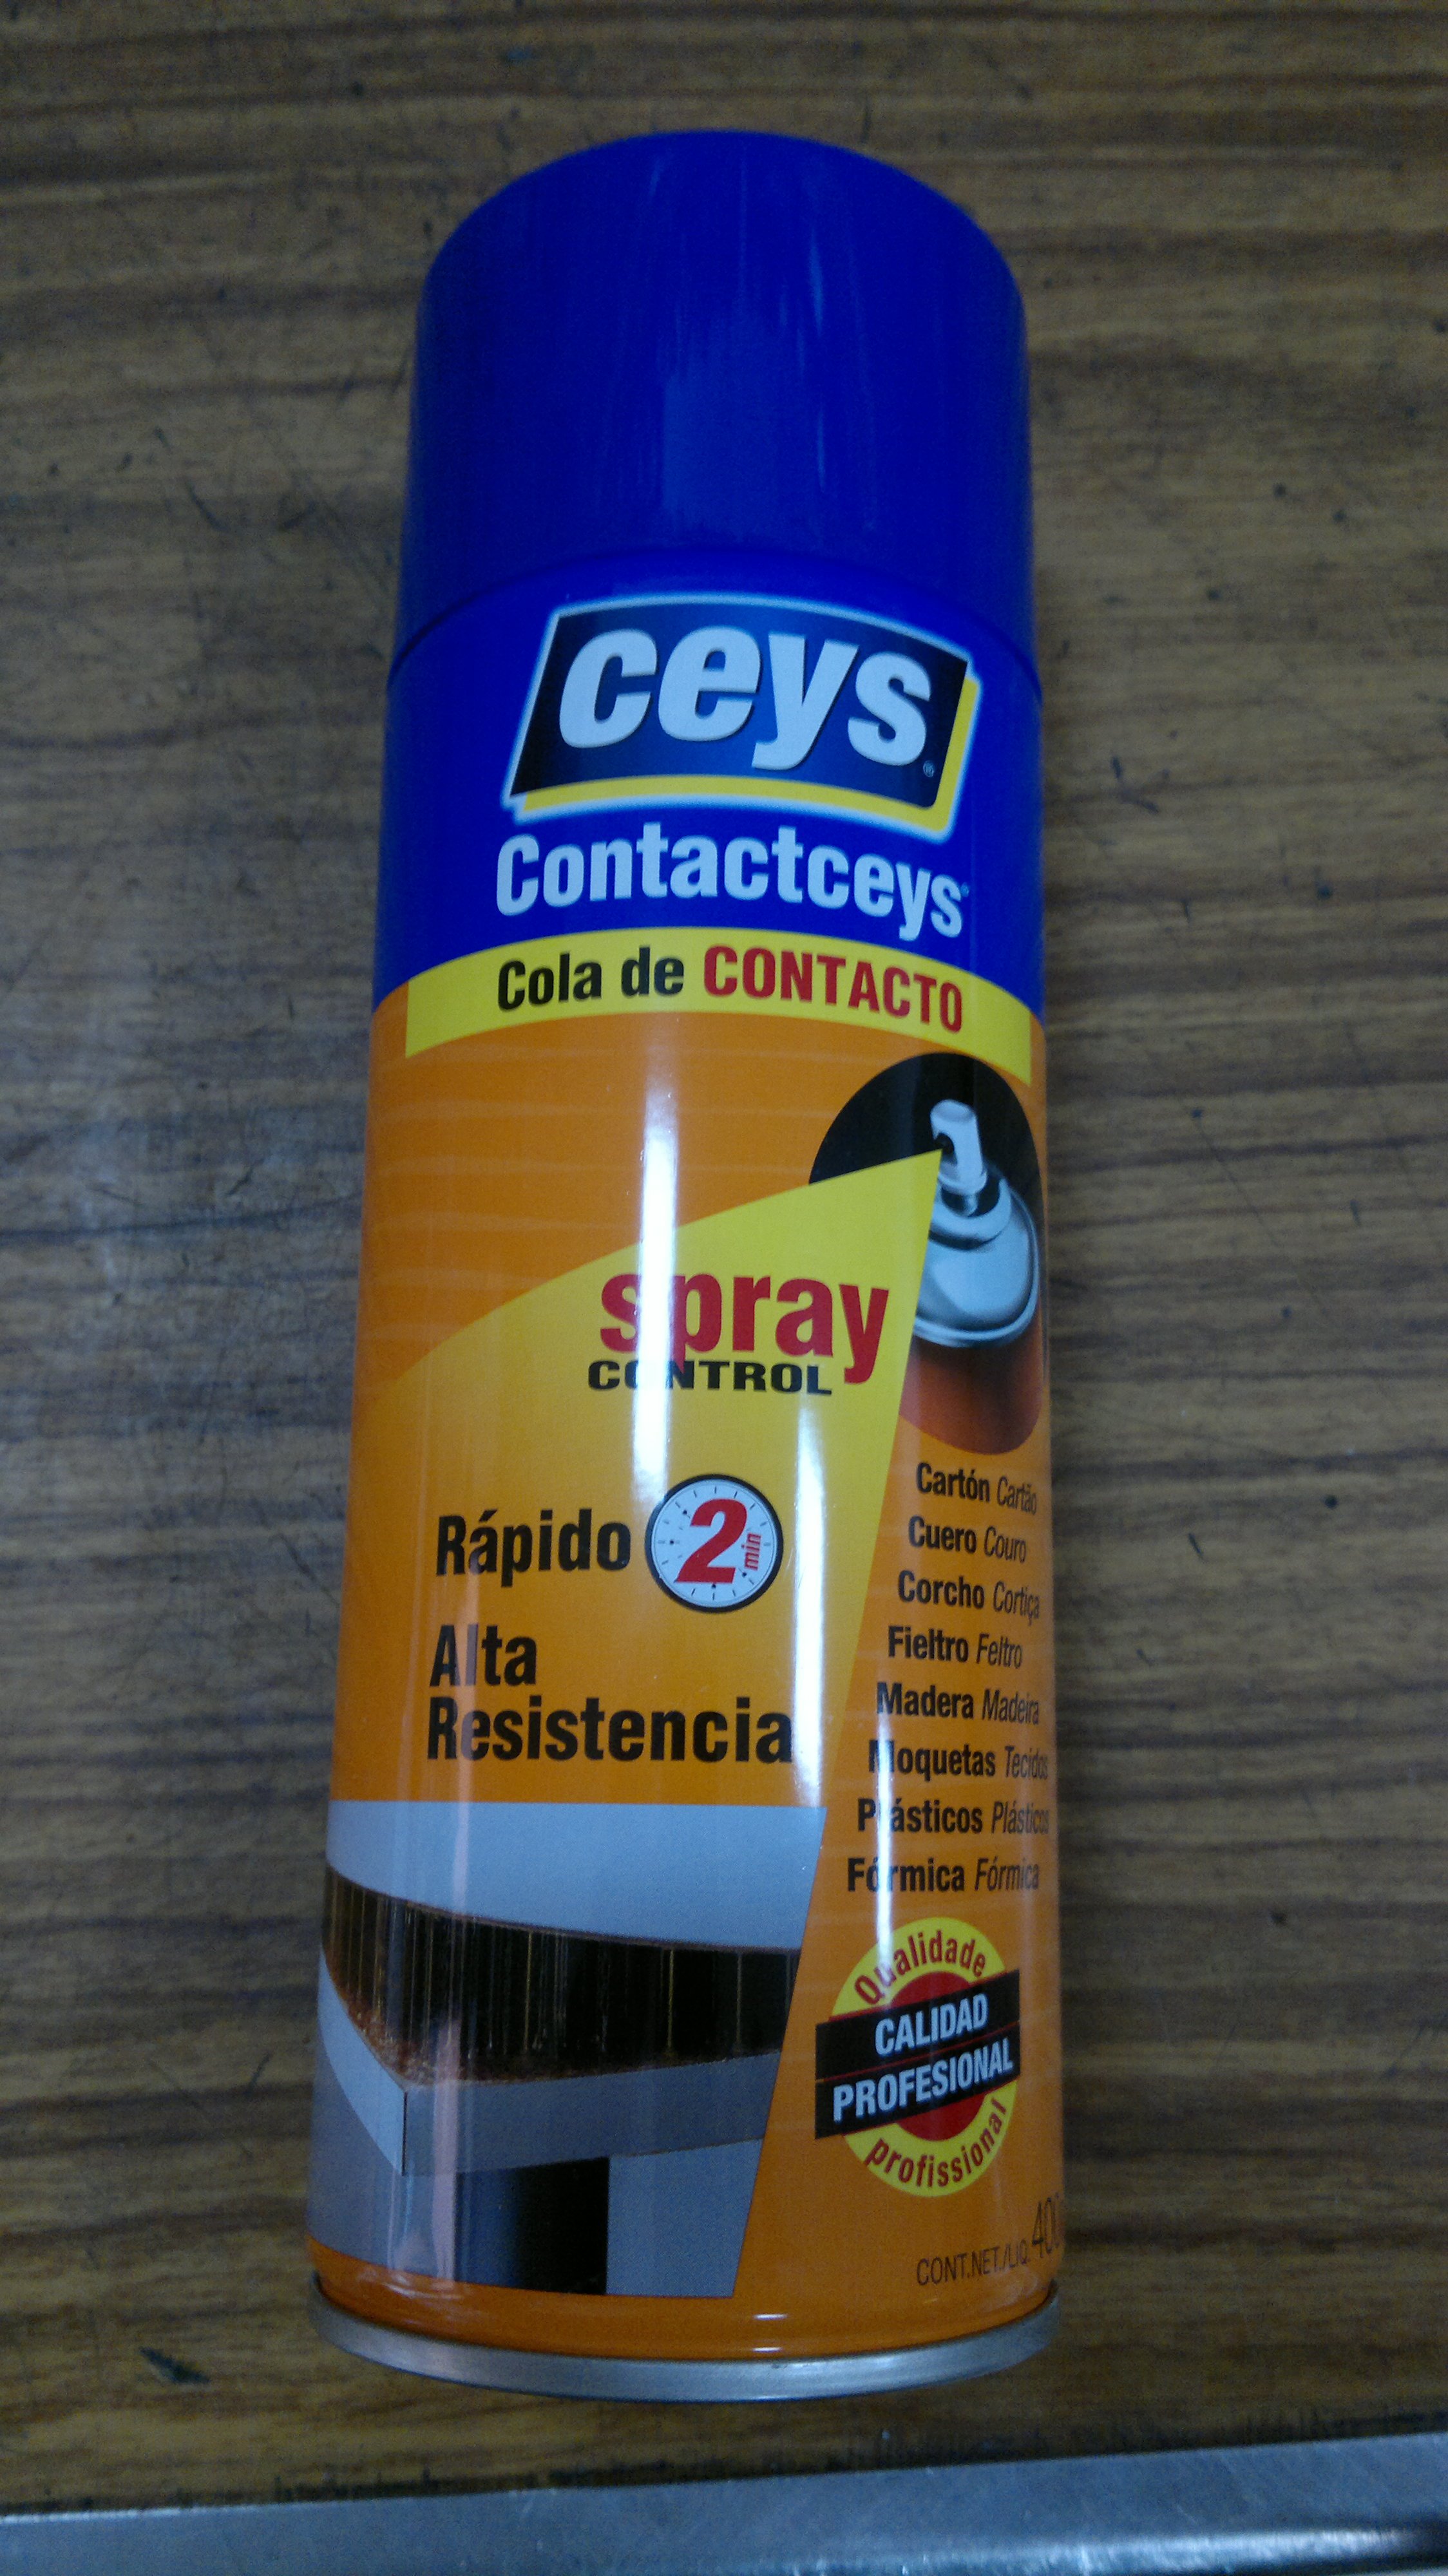 ceys
Contactceys
Cola de CONTACTO
spray
CONTROL
Rápido 2 min
Alta
Resistencia
Cartón Cartão
Cuero Couro
Corcho Cortiça
Fieltro Feltro
Madera Madeira
Moquetas Tecidos
Plásticos Plásticos
Fórmica Fórmica
Qualidade
CALIDAD
PROFESIONAL
profissional
CONT.NET./LIQ. 400